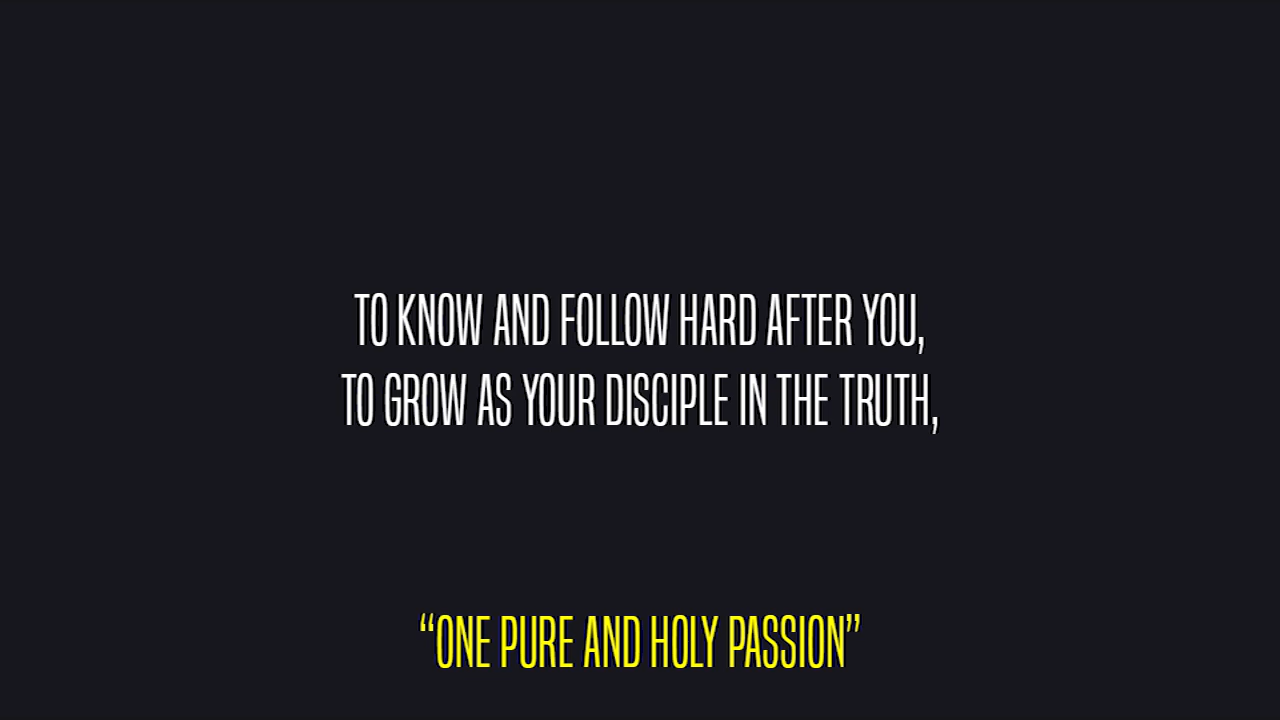 TO KNOW AND FOLLOW HARD AFTER YOU,
TO GROW AS YOUR DISCIPLE IN THE TRUTH,
“ONE PURE AND HOLY PASSION”